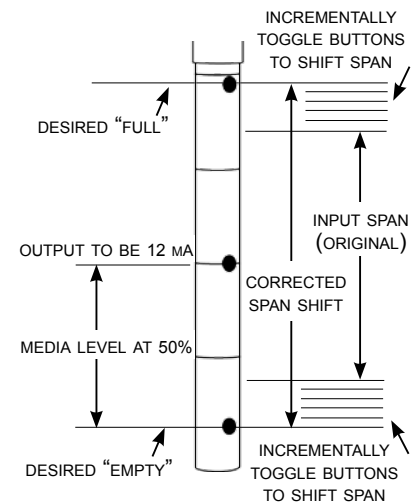 INCREMENTALLY
TOGGLE BUTTONS
TO SHIFT SPAN
DESIRED “FULL”
INPUT SPAN
(ORIGINAL)
OUTPUT TO BE 12 MA
CORRECTED
SPAN SHIFT
MEDIA LEVEL AT 50%
DESIRED “EMPTY”
INCREMENTALLY
TOGGLE BUTTONS
TO SHIFT SPAN